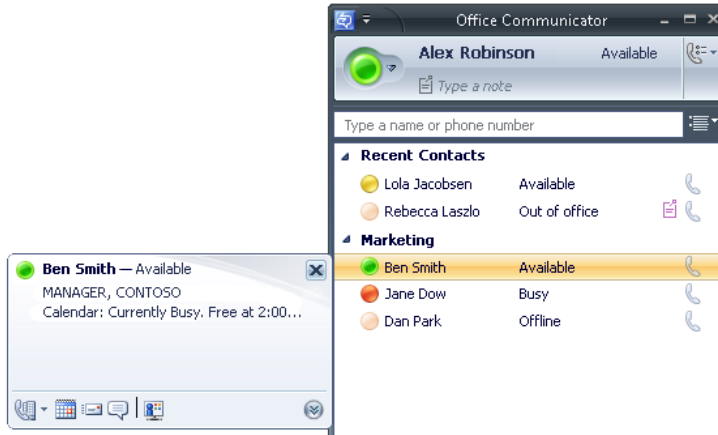 Office Communicator
Alex Robinson Available
Type a note
Type a name or phone number
Recent Contacts
Lola Jacobsen Available
Rebecca Laszlo Out of office
Marketing
Ben Smith Available
Jane Dow Busy
Dan Park Offline
Ben Smith — Available
MANAGER, CONTOSO
Calendar: Currently Busy. Free at 2:00...